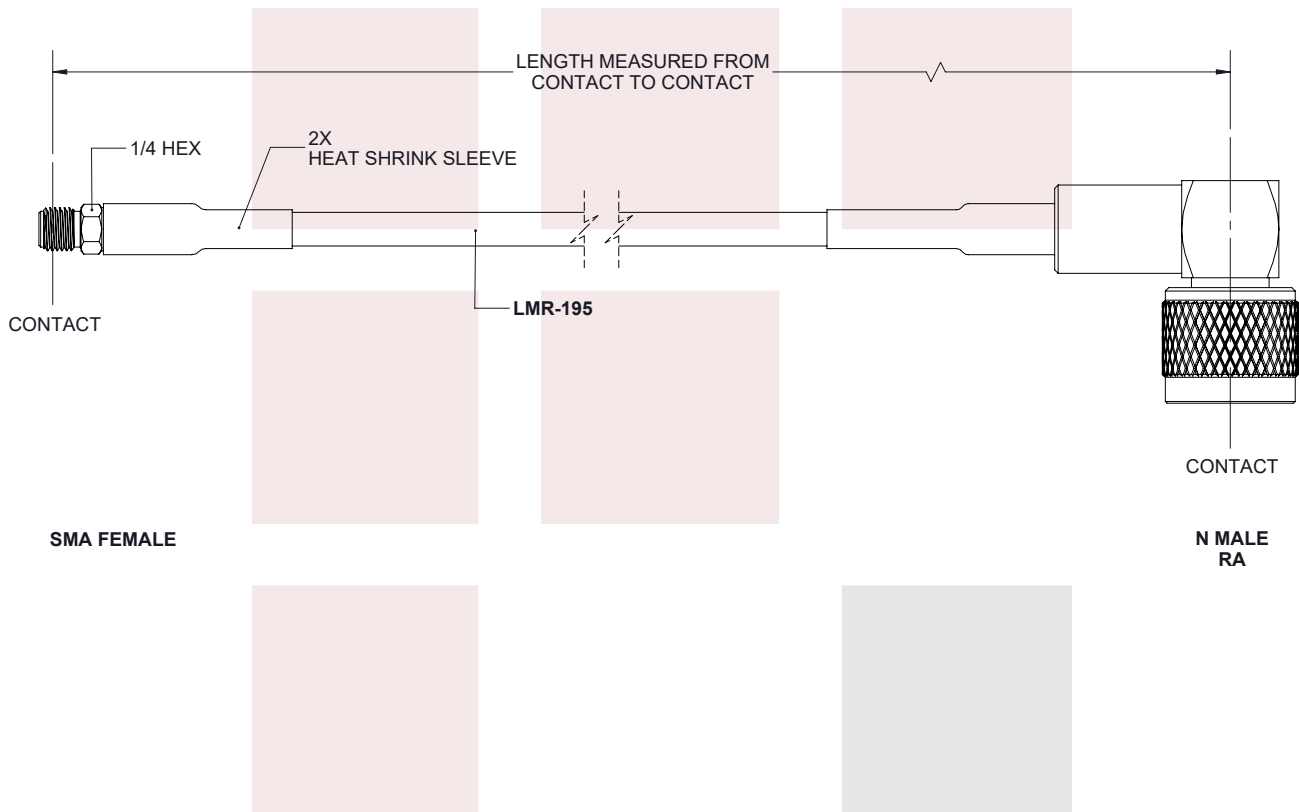 LENGTH MEASURED FROM
CONTACT TO CONTACT
1/4 HEX
2X
HEAT SHRINK SLEEVE
LMR-195
CONTACT
CONTACT
SMA FEMALE
N MALE
RA